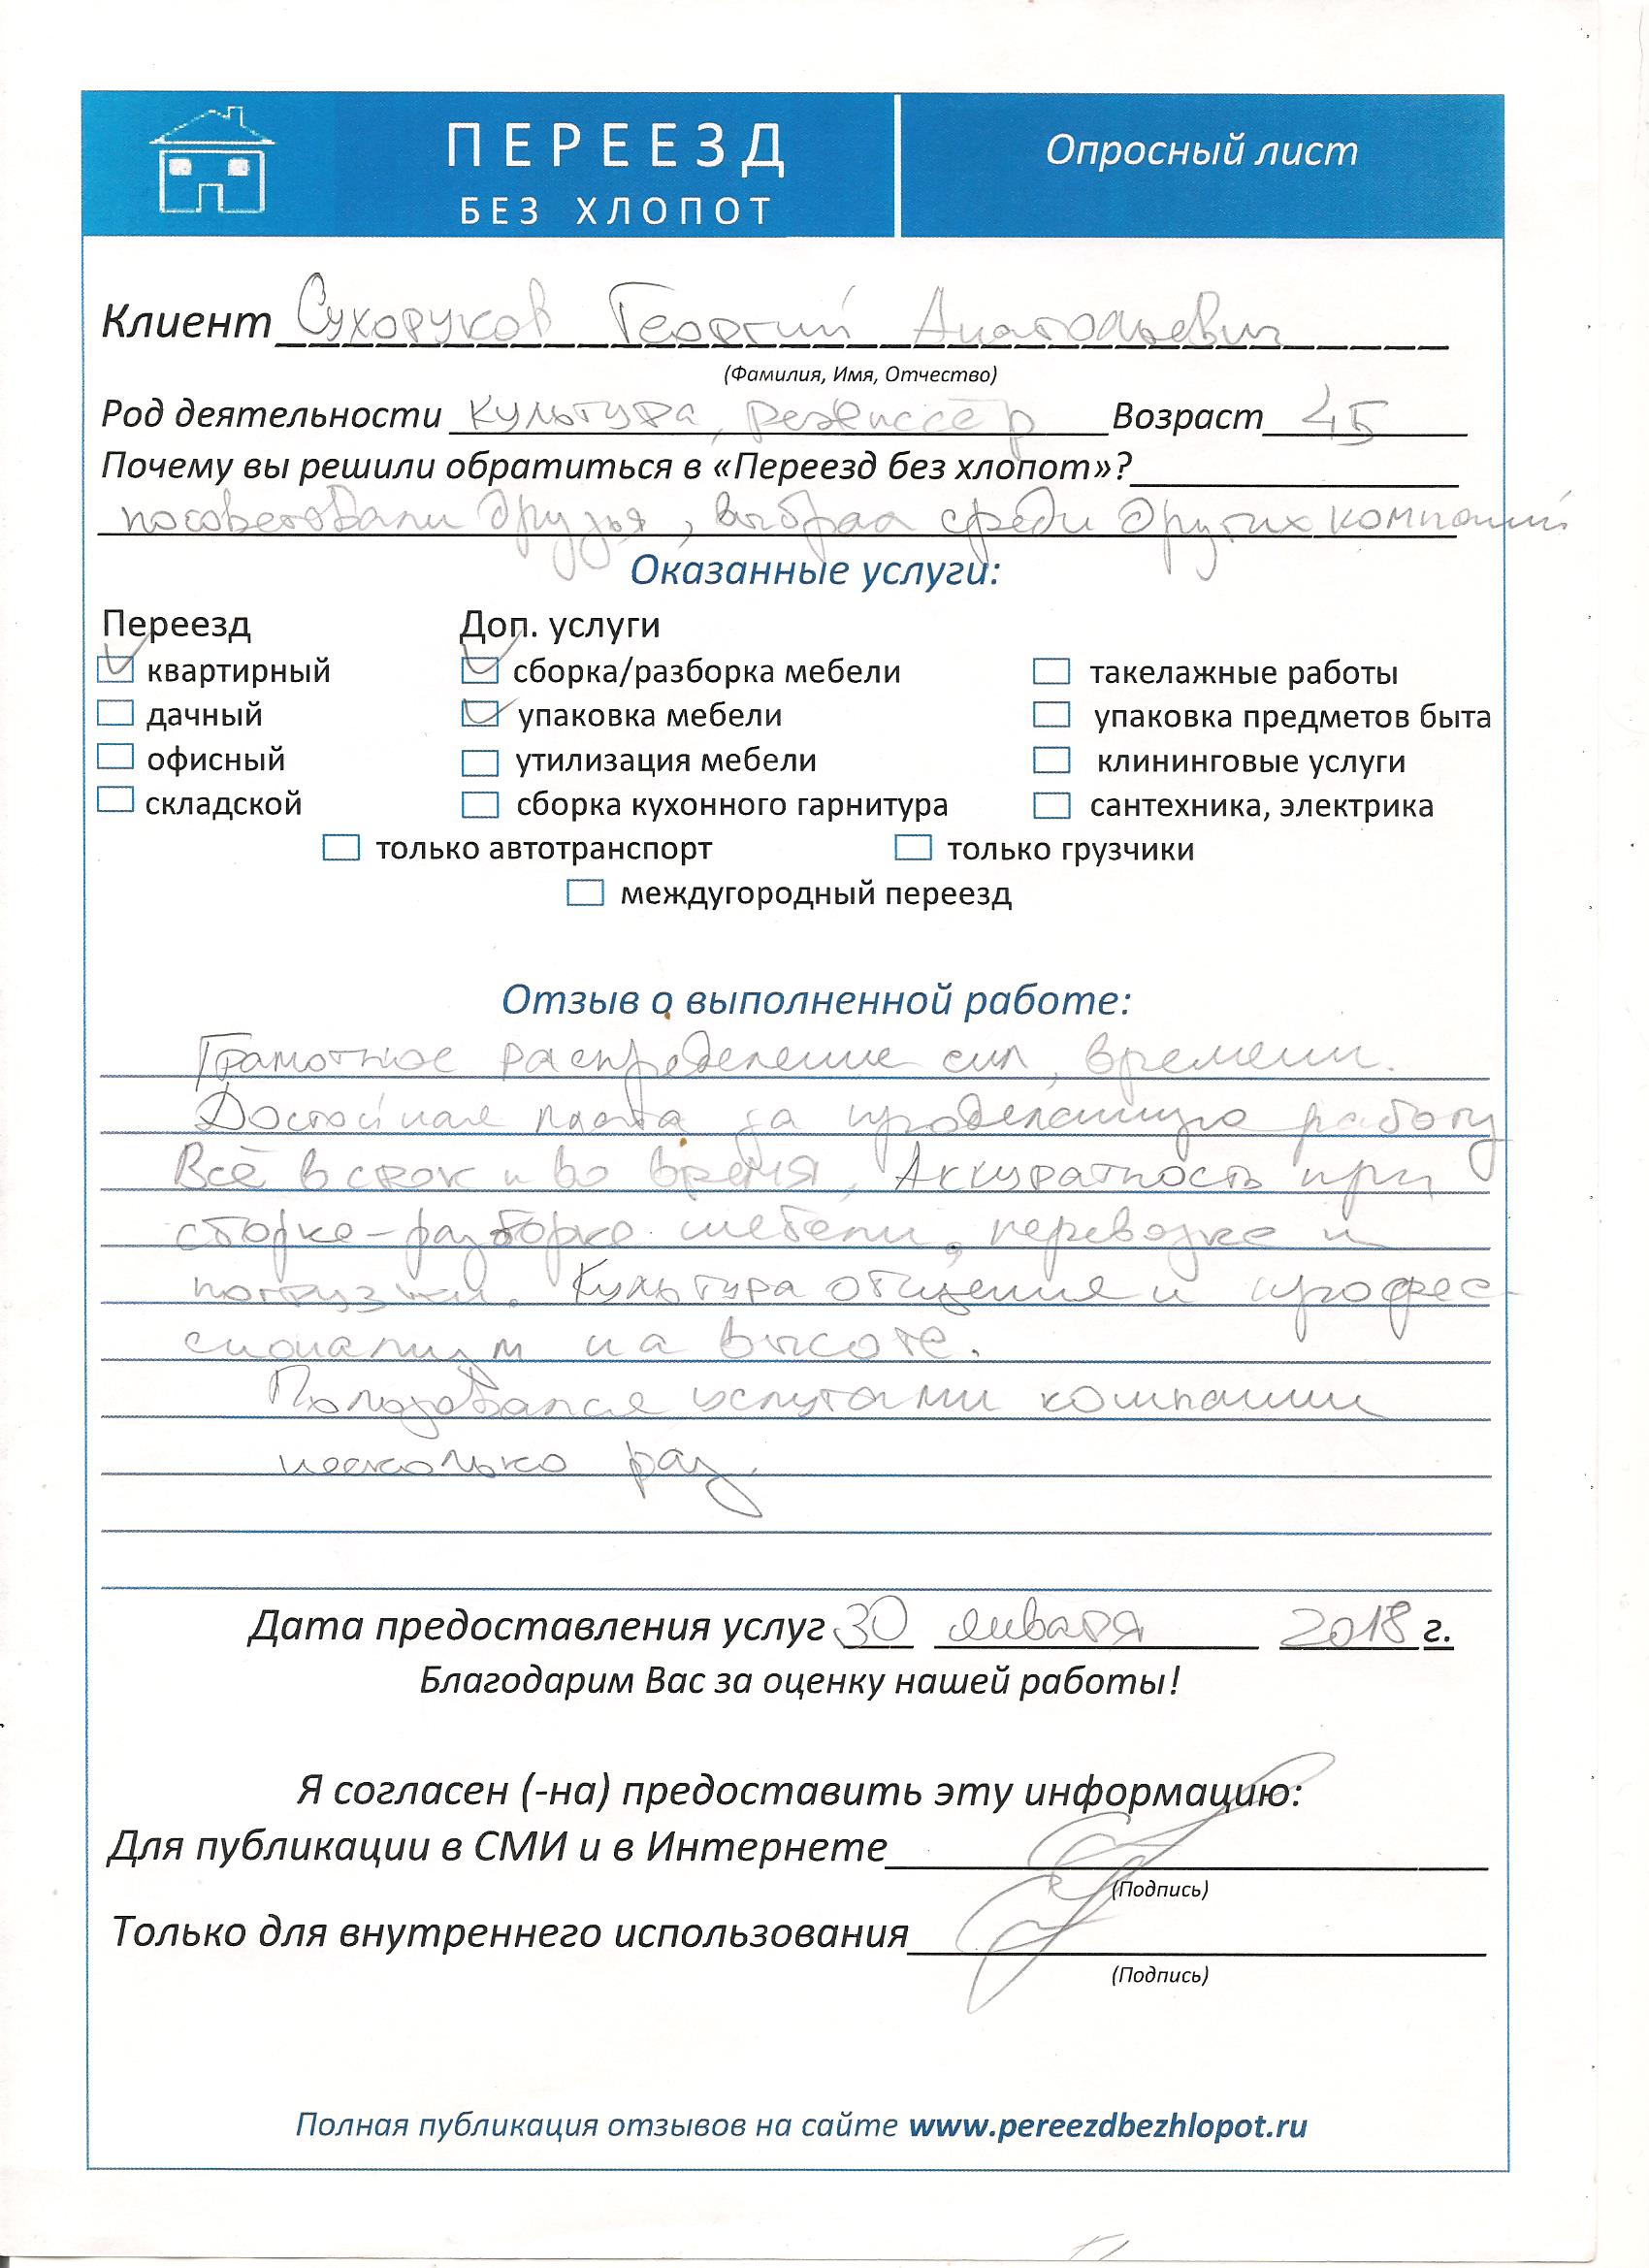 ПЕРЕЕЗД
БЕЗ ХЛОПОТ
Опросный лист
Клиент Сухоруков Георгий Анатольевич
(Фамилия, Имя, Отчество)
Род деятельности культура, режиссёр Возраст 45
Почему вы решили обратиться в «Переезд без хлопот»?
посоветовали друзья, выбрал среди других компаний
Оказанные услуги:
Переезд Доп. услуги
квартирный сборка/разборка мебели такелажные работы
дачный упаковка мебели упаковка предметов быта
офисный утилизация мебели клининговые услуги
складской сборка кухонного гарнитура сантехника, электрика
только автотранспорт только грузчики
междугородный переезд
Отзыв о выполненной работе:
Грамотное распределение сил, времени.
Достойная плата за проделанную работу
Всё в срок и во время, Аккуратность при
сборке-разборке мебели, перевозке и
погрузки. Культура общения и профес-
сионализм на высоте.
Пользовался услугами компании
несколько раз.
Дата предоставления услуг 30 января 2018 г.
Благодарим Вас за оценку нашей работы!
Я согласен (-на) предоставить эту информацию:
Для публикации в СМИ и в Интернете
(Подпись)
Только для внутреннего использования
(Подпись)
Полная публикация отзывов на сайте www.pereezdbezhlopot.ru